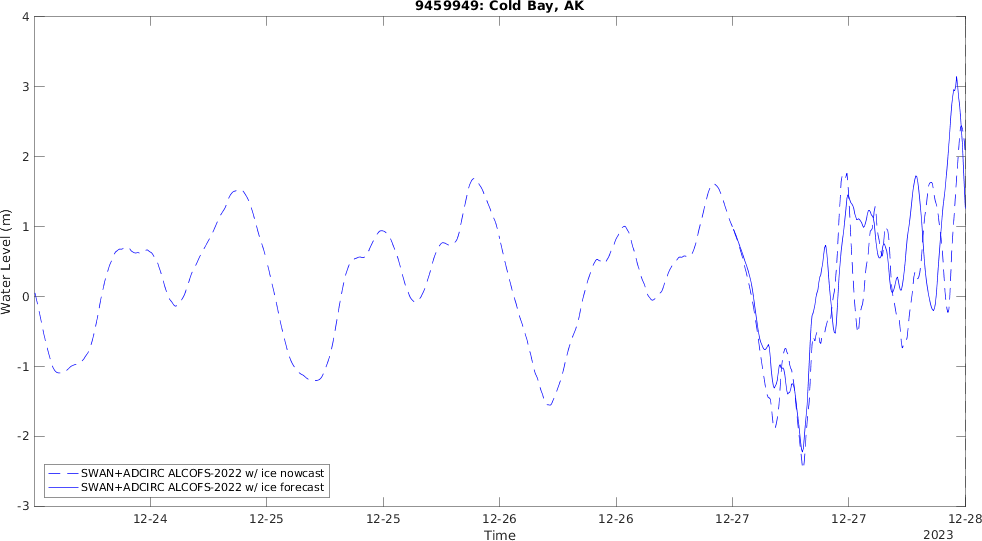 9459949: Cold Bay, AK
4
3
2
1
0
-1
-2
-3
Water Level (m)
SWAN+ADCIRC ALCOFS-2022 w/ ice nowcast
SWAN+ADCIRC ALCOFS-2022 w/ ice forecast
12-24 12-25 12-25 12-26 12-26 12-27 12-27 12-28
Time
2023